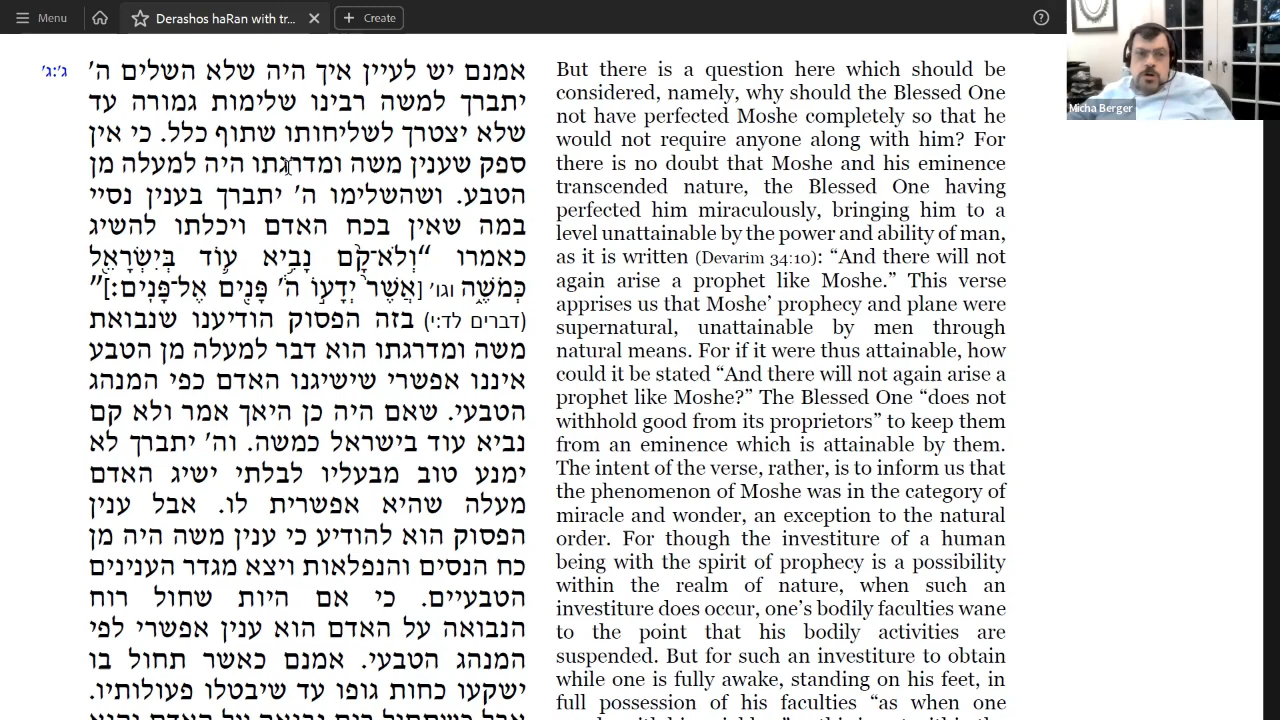 Menu
Derashos haRan with tr...
Create
Micha Berger
ג׳:ג׳
אמנם יש לעיין איך היה שלא השלים ה׳
יתברך למשה רבינו שלימות גמורה עד
שלא יצטרך לשליחותו שתוף כלל. כי אין
ספק שענין משה ומדרגתו היה למעלה מן
הטבע. ושהשלימו ה׳ יתברך בענין נסיי
במה שאין בכח האדם ויכלתו להשיג
כאמרו "וְלֹא־קָ֨ם נָבִ֥יא ע֛וֹד בְּיִשְׂרָאֵ֖ל
כְּמֹשֶׁ֑ה וגו׳ [אֲשֶׁר֙ יְדָע֣וֹ ה׳ פָּנִ֖ים אֶל־פָּנִֽים׃]"
(דברים לד:י) בזה הפסוק הודיענו שנבואת
משה ומדרגתו הוא דבר למעלה מן הטבע
איננו אפשרי שישיגנו האדם כפי המנהג
הטבעי. שאם היה כן היאך אמר ולא קם
נביא עוד בישראל כמשה. וה׳ יתברך לא
ימנע טוב מבעליו לבלתי ישיג האדם
מעלה שהיא אפשרית לו. אבל ענין
הפסוק הוא להודיע כי ענין משה היה מן
כח הנסים והנפלאות ויצא מגדר הענינים
הטבעיים. כי אם היות שחול רוח
הנבואה על האדם הוא ענין אפשרי לפי
המנהג הטבעי. אמנם כאשר תחול בו
ישקעו כחות גופו עד שיבטלו פעולותיו.
But there is a question here which should be
considered, namely, why should the Blessed One
not have perfected Moshe completely so that he
would not require anyone along with him? For
there is no doubt that Moshe and his eminence
transcended nature, the Blessed One having
perfected him miraculously, bringing him to a
level unattainable by the power and ability of man,
as it is written (Devarim 34:10): “And there will not
again arise a prophet like Moshe.” This verse
apprises us that Moshe’ prophecy and plane were
supernatural, unattainable by men through
natural means. For if it were thus attainable, how
could it be stated “And there will not again arise a
prophet like Moshe?” The Blessed One “does not
withhold good from its proprietors” to keep them
from an eminence which is attainable by them.
The intent of the verse, rather, is to inform us that
the phenomenon of Moshe was in the category of
miracle and wonder, an exception to the natural
order. For though the investiture of a human
being with the spirit of prophecy is a possibility
within the realm of nature, when such an
investiture does occur, one’s bodily faculties wane
to the point that his bodily activities are
suspended. But for such an investiture to obtain
while one is fully awake, standing on his feet, in
full possession of his faculties “as when one